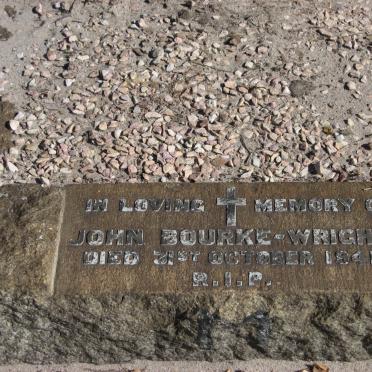 IN LOVING MEMORY
JOHN BOURKE-WRIGH
DIED 21ST OCTOBER 194
R.I.P.